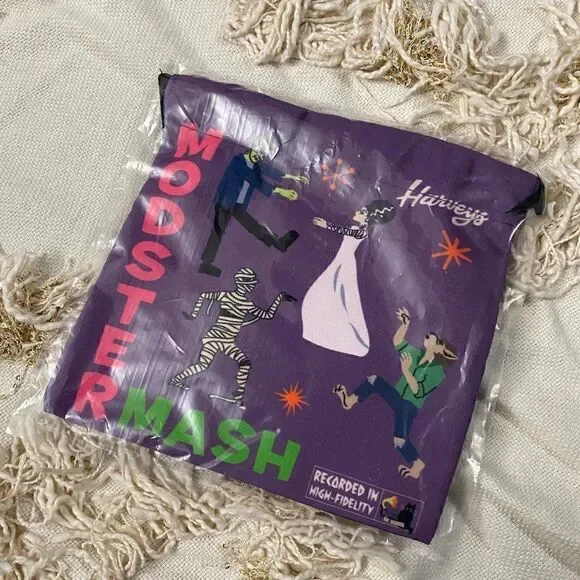 Harveys
MODSTER
MASH
RECORDED IN
HIGH-FIDELITY